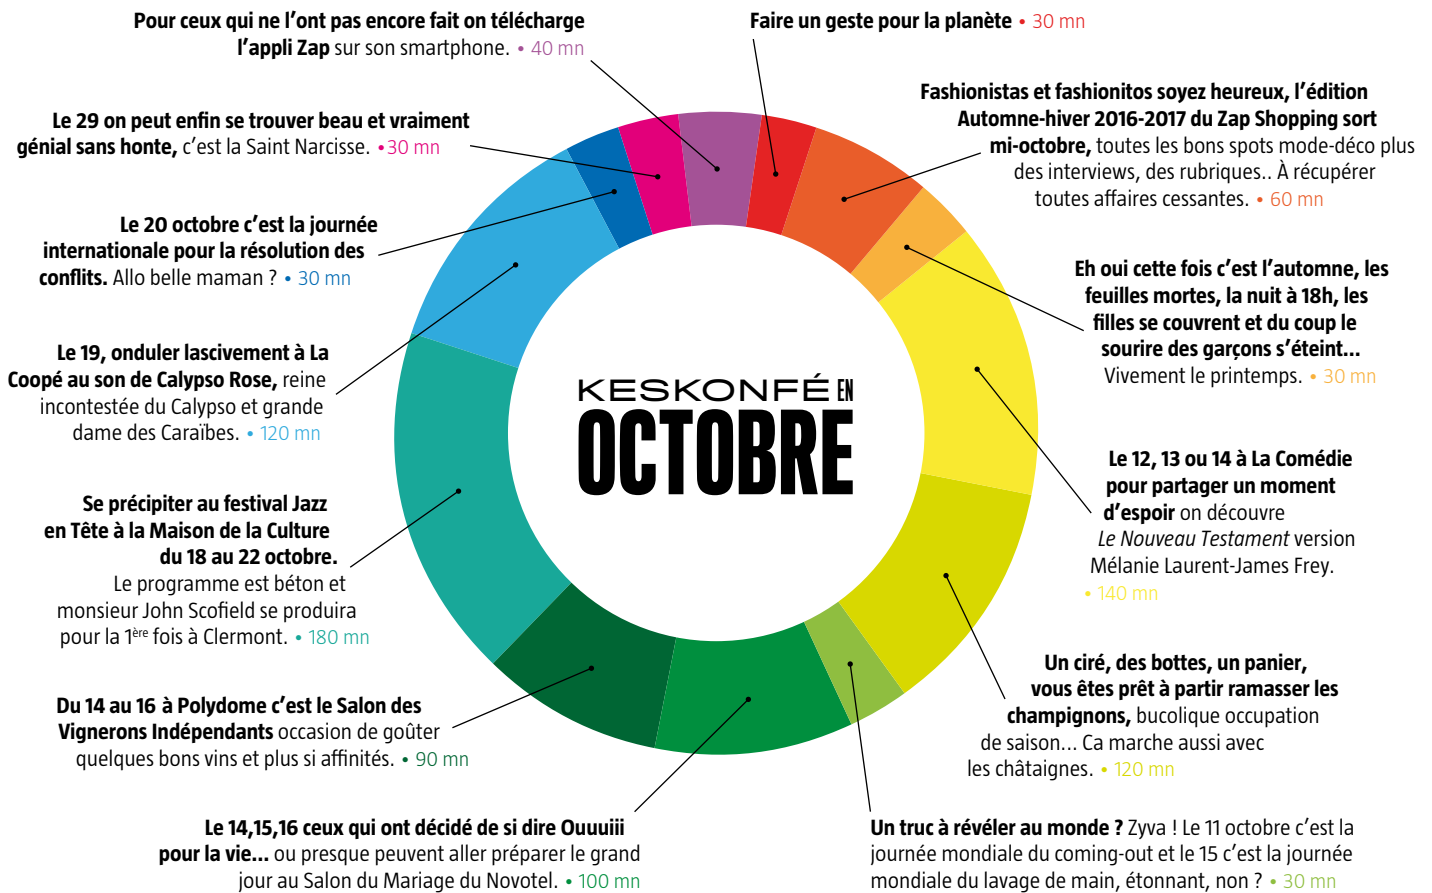 Pour ceux qui ne l’ont pas encore fait on télécharge
l’appli Zap sur son smartphone. • 40 mn
Faire un geste pour la planète • 30 mn
Fashionistas et fashionitos soyez heureux, l’édition
Automne-hiver 2016-2017 du Zap Shopping sort
mi-octobre, toutes les bons spots mode-déco plus
des interviews, des rubriques.. À récupérer
toutes affaires cessantes. • 60 mn
Eh oui cette fois c’est l’automne, les
feuilles mortes, la nuit à 18h, les
filles se couvrent et du coup le
sourire des garçons s’éteint...
Vivement le printemps. • 30 mn
Le 12, 13 ou 14 à La Comédie
pour partager un moment
d’espoir on découvre
Le Nouveau Testament version
Mélanie Laurent-James Frey.
• 140 mn
Un ciré, des bottes, un panier,
vous êtes prêt à partir ramasser les
champignons, bucolique occupation
de saison... Ca marche aussi avec
les châtaignes. • 120 mn
Un truc à révéler au monde ? Zyva ! Le 11 octobre c’est la
journée mondiale du coming-out et le 15 c’est la journée
mondiale du lavage de main, étonnant, non ? • 30 mn
Le 14,15,16 ceux qui ont décidé de si dire Ouuuiii
pour la vie... ou presque peuvent aller préparer le grand
jour au Salon du Mariage du Novotel. • 100 mn
Du 14 au 16 à Polydome c’est le Salon des
Vignerons Indépendants occasion de goûter
quelques bons vins et plus si affinités. • 90 mn
Se précipiter au festival Jazz
en Tête à la Maison de la Culture
du 18 au 22 octobre.
Le programme est béton et
monsieur John Scofield se produira
pour la 1ère fois à Clermont. • 180 mn
Le 19, onduler lascivement à La
Coopé au son de Calypso Rose, reine
incontestée du Calypso et grande
dame des Caraïbes. • 120 mn
Le 20 octobre c’est la journée
internationale pour la résolution des
conflits. Allo belle maman ? • 30 mn
Le 29 on peut enfin se trouver beau et vraiment
génial sans honte, c’est la Saint Narcisse. •30 mn
KESKONFÉ EN
OCTOBRE